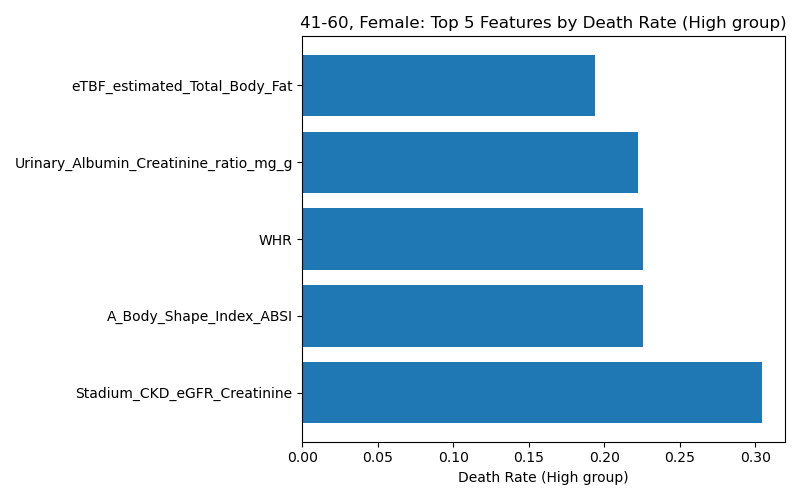 41-60, Female: Top 5 Features by Death Rate (High group)
eTBF_estimated_Total_Body_Fat
Urinary_Albumin_Creatinine_ratio_mg_g
WHR
A_Body_Shape_Index_ABSI
Stadium_CKD_eGFR_Creatinine
0.00 0.05 0.10 0.15 0.20 0.25 0.30
Death Rate (High group)